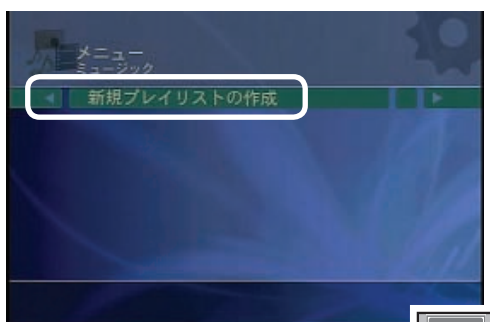 メニュー
ミュージック
新規プレイリストの作成